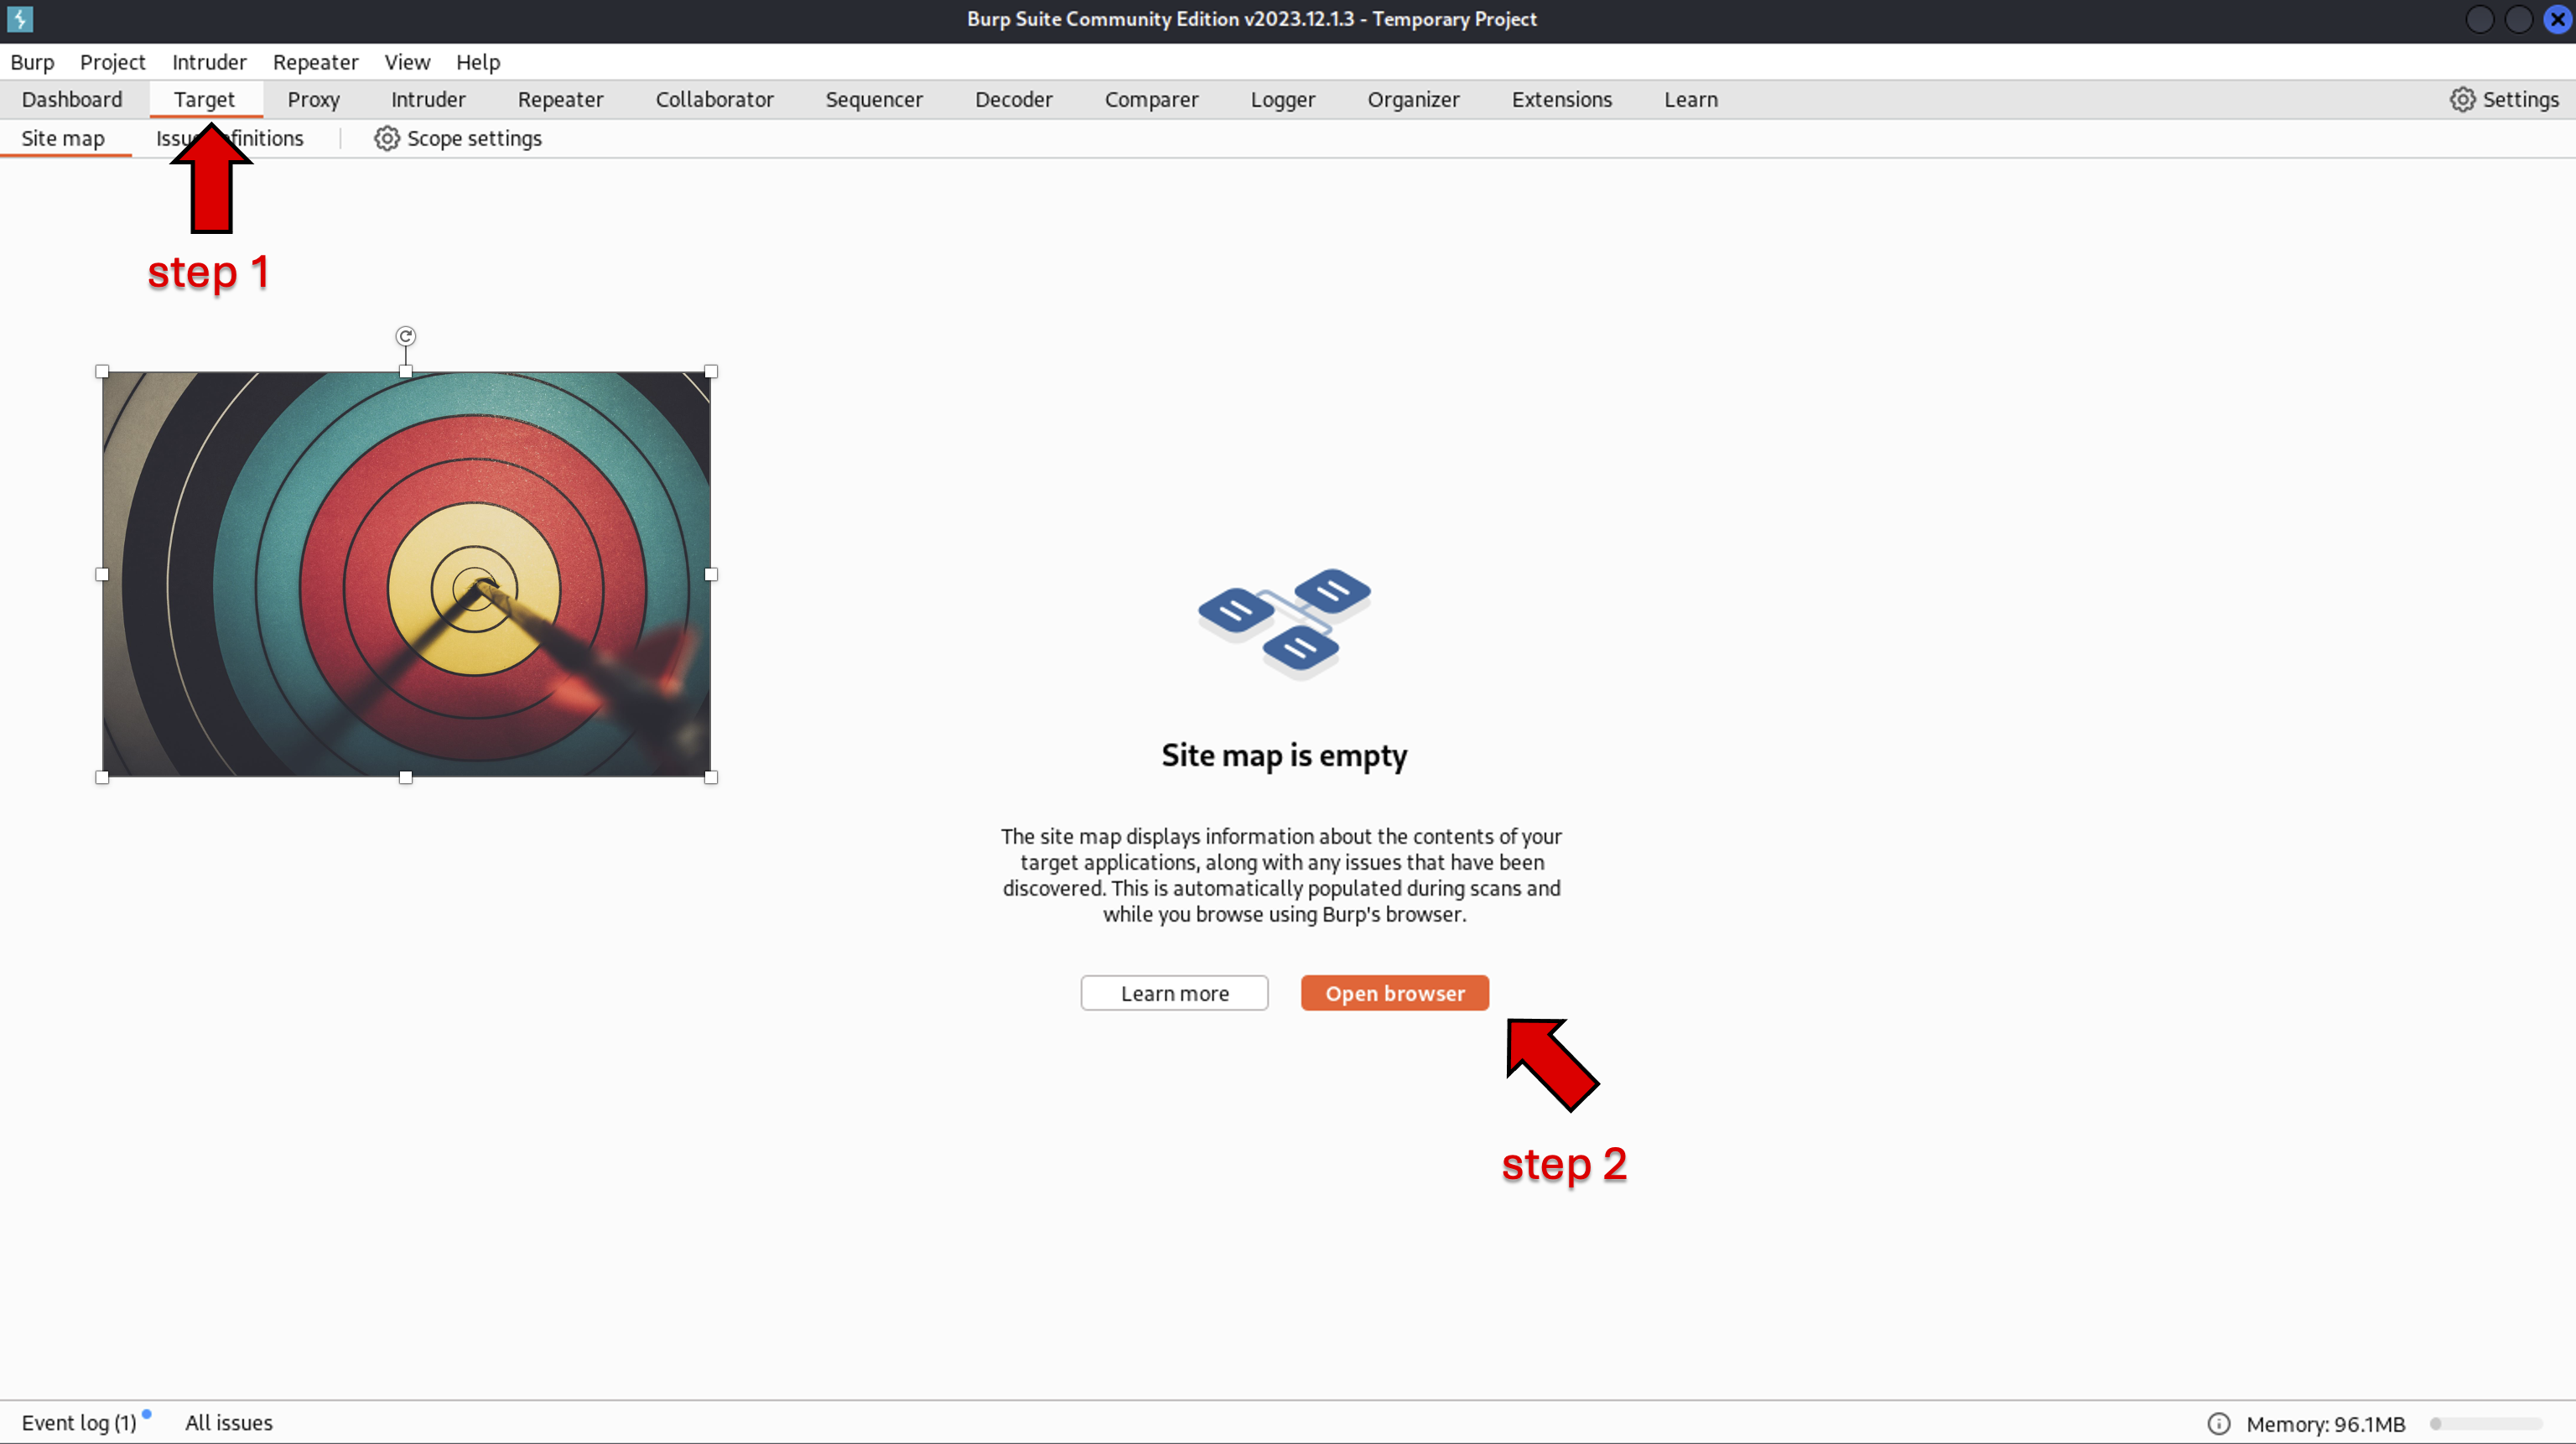 Burp Suite Community Edition v2023.12.1.3 - Temporary Project
Burp Project Intruder Repeater View Help
Dashboard Target Proxy Intruder Repeater Collaborator Sequencer Decoder Comparer Logger Organizer Extensions Learn Settings
Site map Issu finitions Scope settings
step 1
Site map is empty
The site map displays information about the contents of your
target applications, along with any issues that have been
discovered. This is automatically populated during scans and
while you browse using Burp's browser.
Learn more Open browser
step 2
Event log (1) All issues Memory: 96.1MB